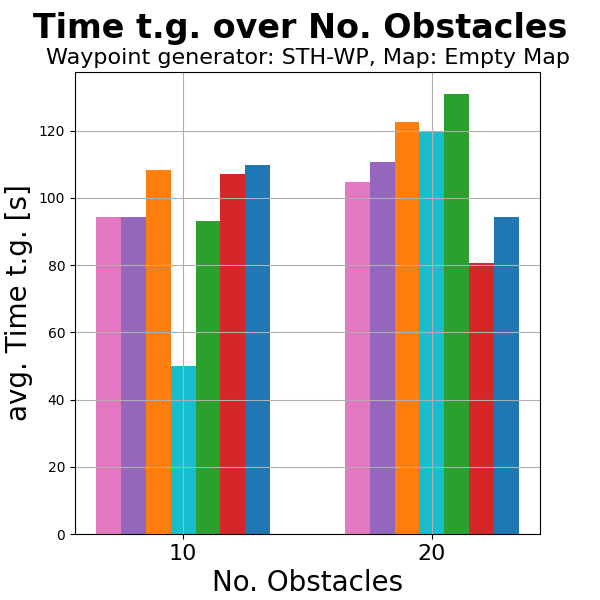 Time t.g. over No. Obstacles
Waypoint generator: STH-WP, Map: Empty Map
avg. Time t.g. [s]
120
100
80
60
40
20
0
10 20
No. Obstacles